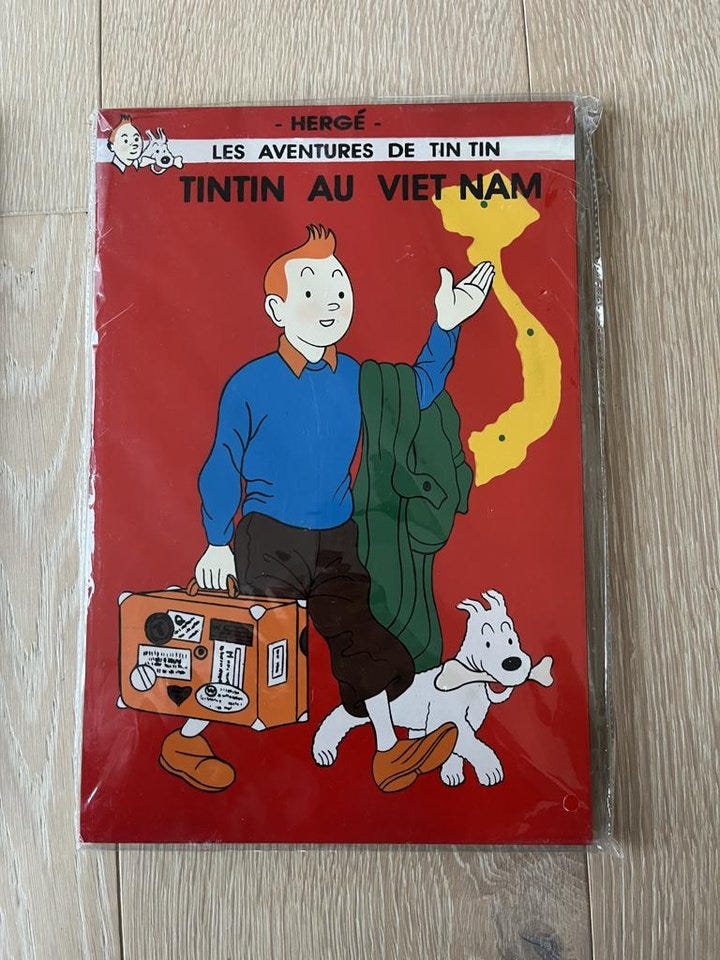 - HERGÉ -
LES AVENTURES DE TIN TIN
TINTIN AU VIET NAM